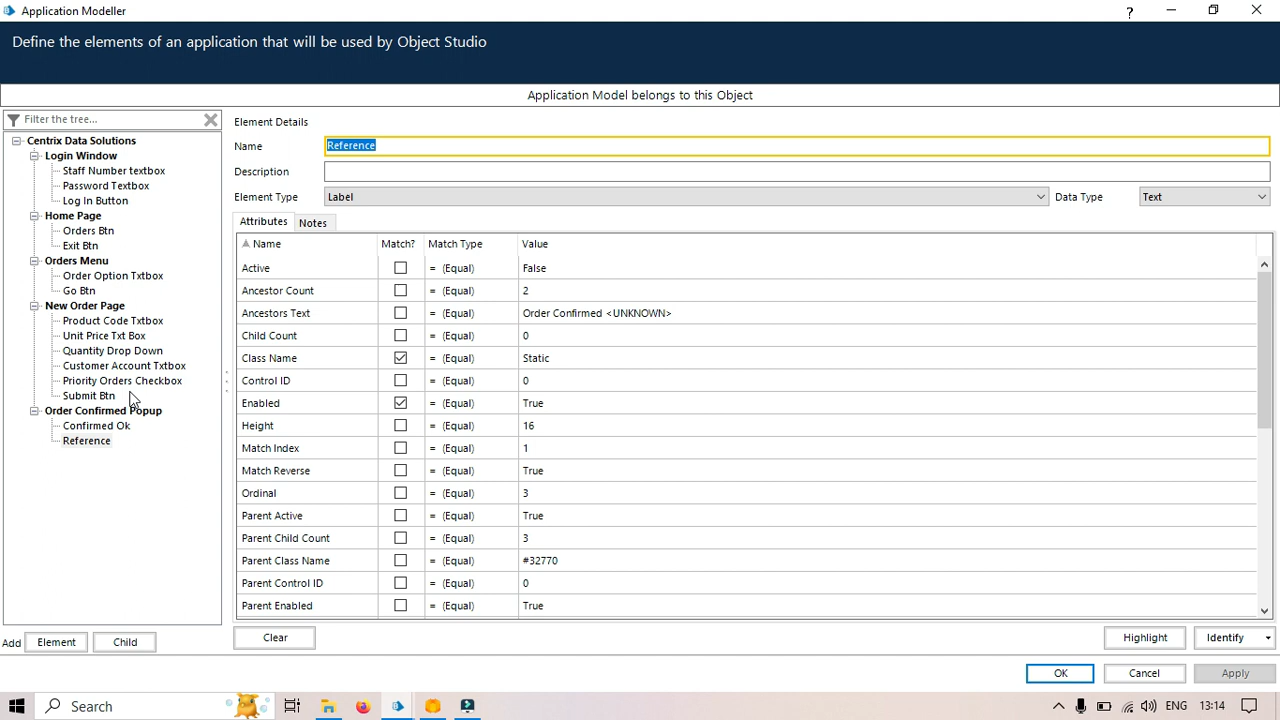 Application Modeller
?
Define the elements of an application that will be used by Object Studio
Application Model belongs to this Object
Filter the tree...
Centrix Data Solutions
Login Window
Staff Number textbox
Password Textbox
Log In Button
Home Page
Orders Btn
Exit Btn
Orders Menu
Order Option Txtbox
Go Btn
New Order Page
Product Code Txtbox
Unit Price Txt Box
Quantity Drop Down
Customer Account Txtbox
Priority Orders Checkbox
Submit Btn
Order Confirmed Popup
Confirmed Ok
Reference
Add Element Child
Element Details
Name Reference
Description
Element Type Label Data Type Text
Attributes Notes
Name Match? Match Type Value
Active = (Equal) False
Ancestor Count = (Equal) 2
Ancestors Text = (Equal) Order Confirmed <UNKNOWN>
Child Count = (Equal) 0
Class Name = (Equal) Static
Control ID = (Equal) 0
Enabled = (Equal) True
Height = (Equal) 16
Match Index = (Equal) 1
Match Reverse = (Equal) True
Ordinal = (Equal) 3
Parent Active = (Equal) True
Parent Child Count = (Equal) 3
Parent Class Name = (Equal) #32770
Parent Control ID = (Equal) 0
Parent Enabled = (Equal) True
Clear Highlight Identify
OK Cancel Apply
Search ENG 13:14